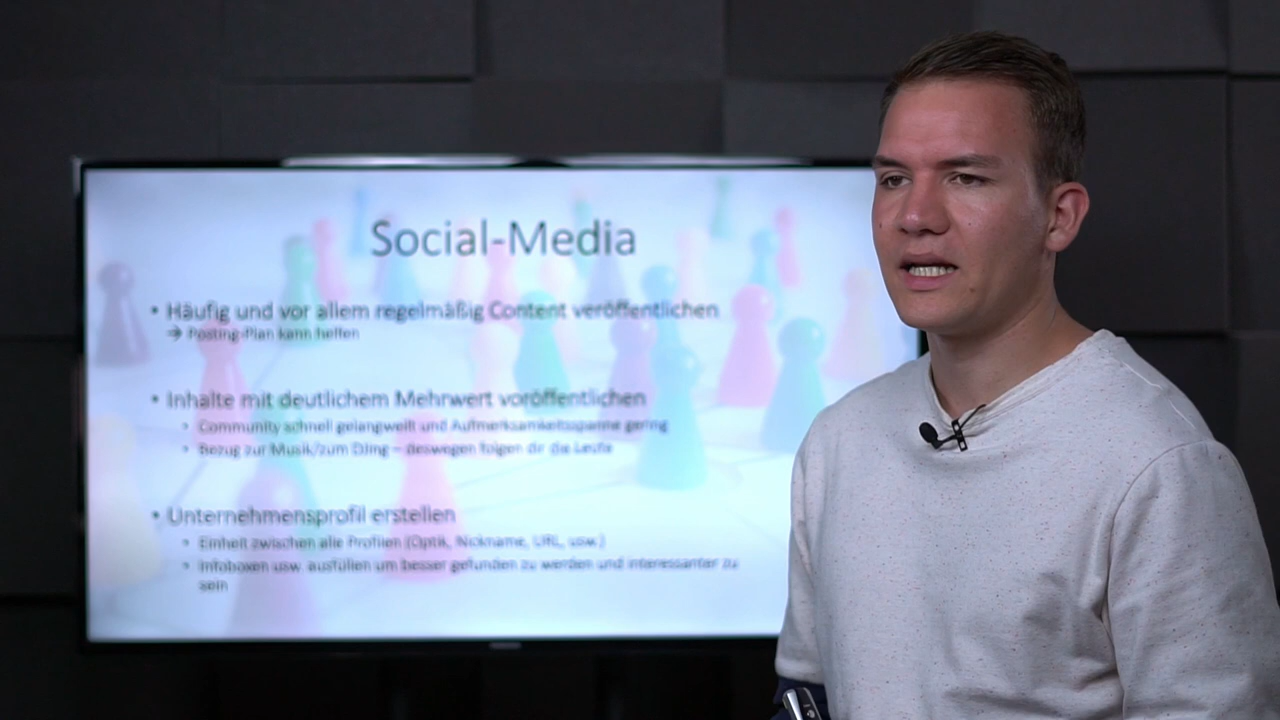 Social-Media
• Häufig und vor allem regelmäßig Content veröffentlichen
→ Posting-Plan kann helfen
• Inhalte mit deutlichem Mehrwert voröffentlichen
• Community schnell gelangweilt und Aufmerksamkeitsspanne gering
• Bezug zur Musik/zum DJing – deswegen folgen dir die Leute
• Unternehmensprofil erstellen
• Einheit zwischen alle Profilen (Optik, Nickname, URL, usw.)
• Infoboxen usw. ausfüllen um besser gefunden zu werden und interessanter zu
sein